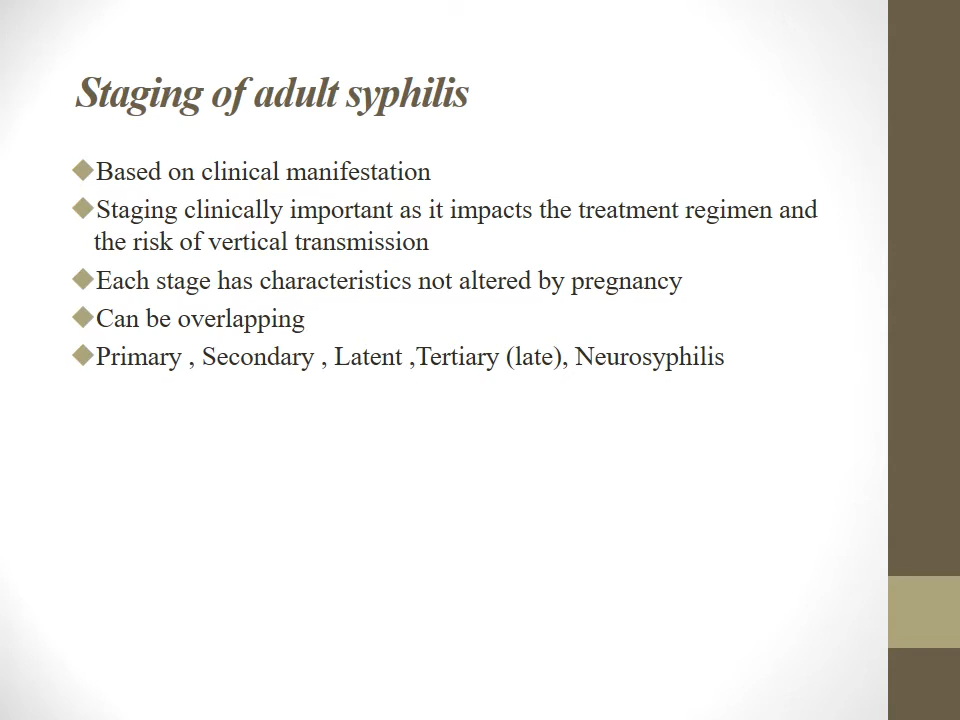 Staging of adult syphilis
Based on clinical manifestation
Staging clinically important as it impacts the treatment regimen and
the risk of vertical transmission
Each stage has characteristics not altered by pregnancy
Can be overlapping
Primary , Secondary , Latent ,Tertiary (late), Neurosyphilis